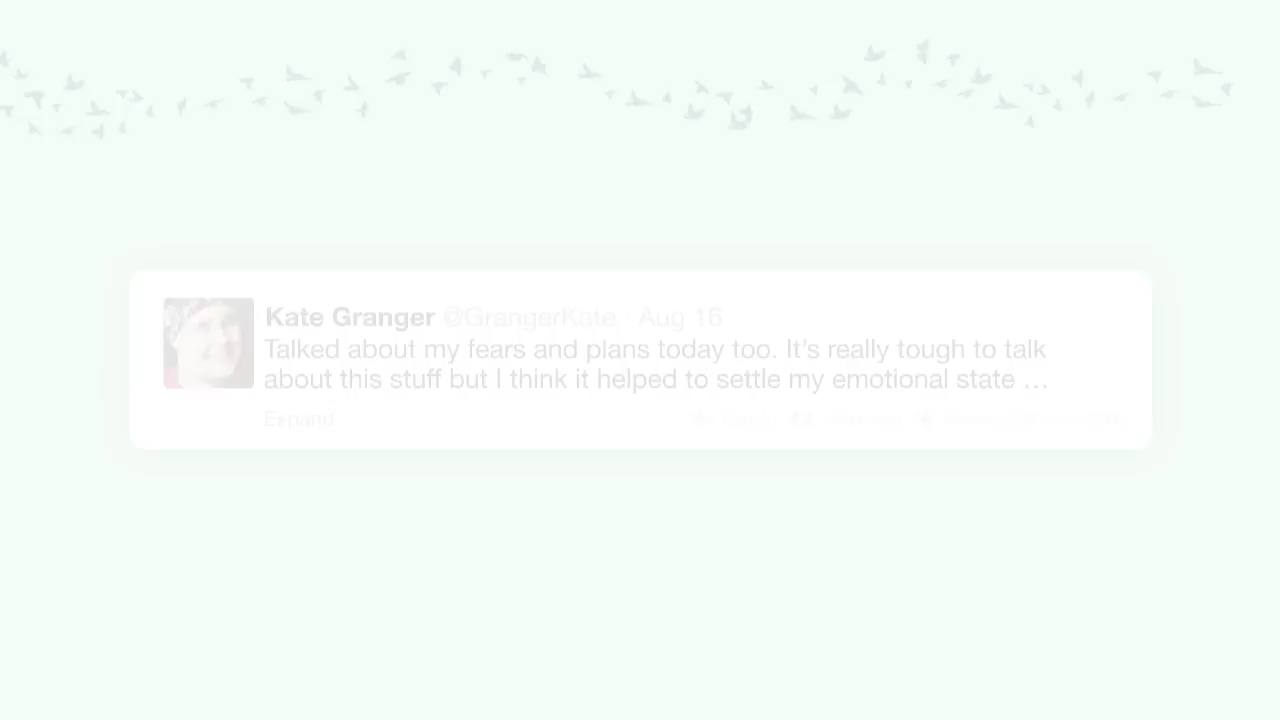 Kate Granger @GrangerKate · Aug 16
Talked about my fears and plans today too. It’s really tough to talk
about this stuff but I think it helped to settle my emotional state …
Expand